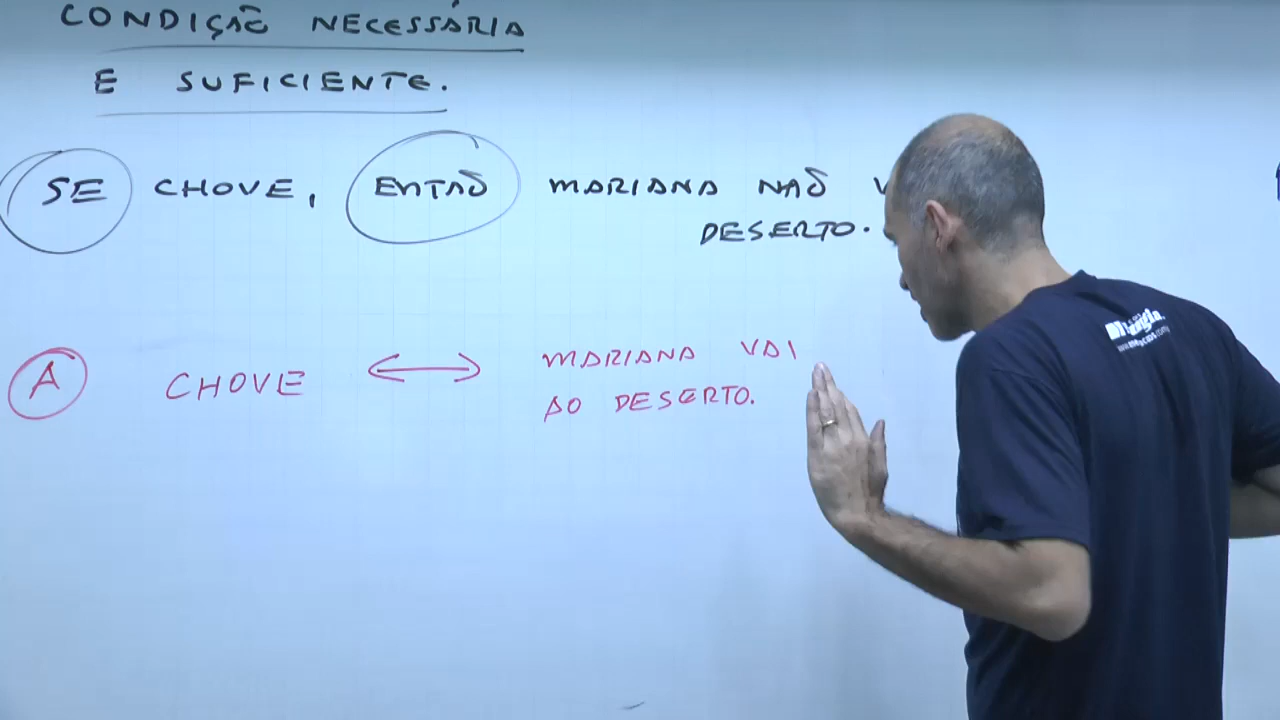 CONDIÇÃO NECESSÁRIA
E SUFICIENTE.
SE CHOVE, ENTÃO MARIANA NÃO
DESERTO.
A CHOVE ↔ MARIANA VAI
AO DESERTO.